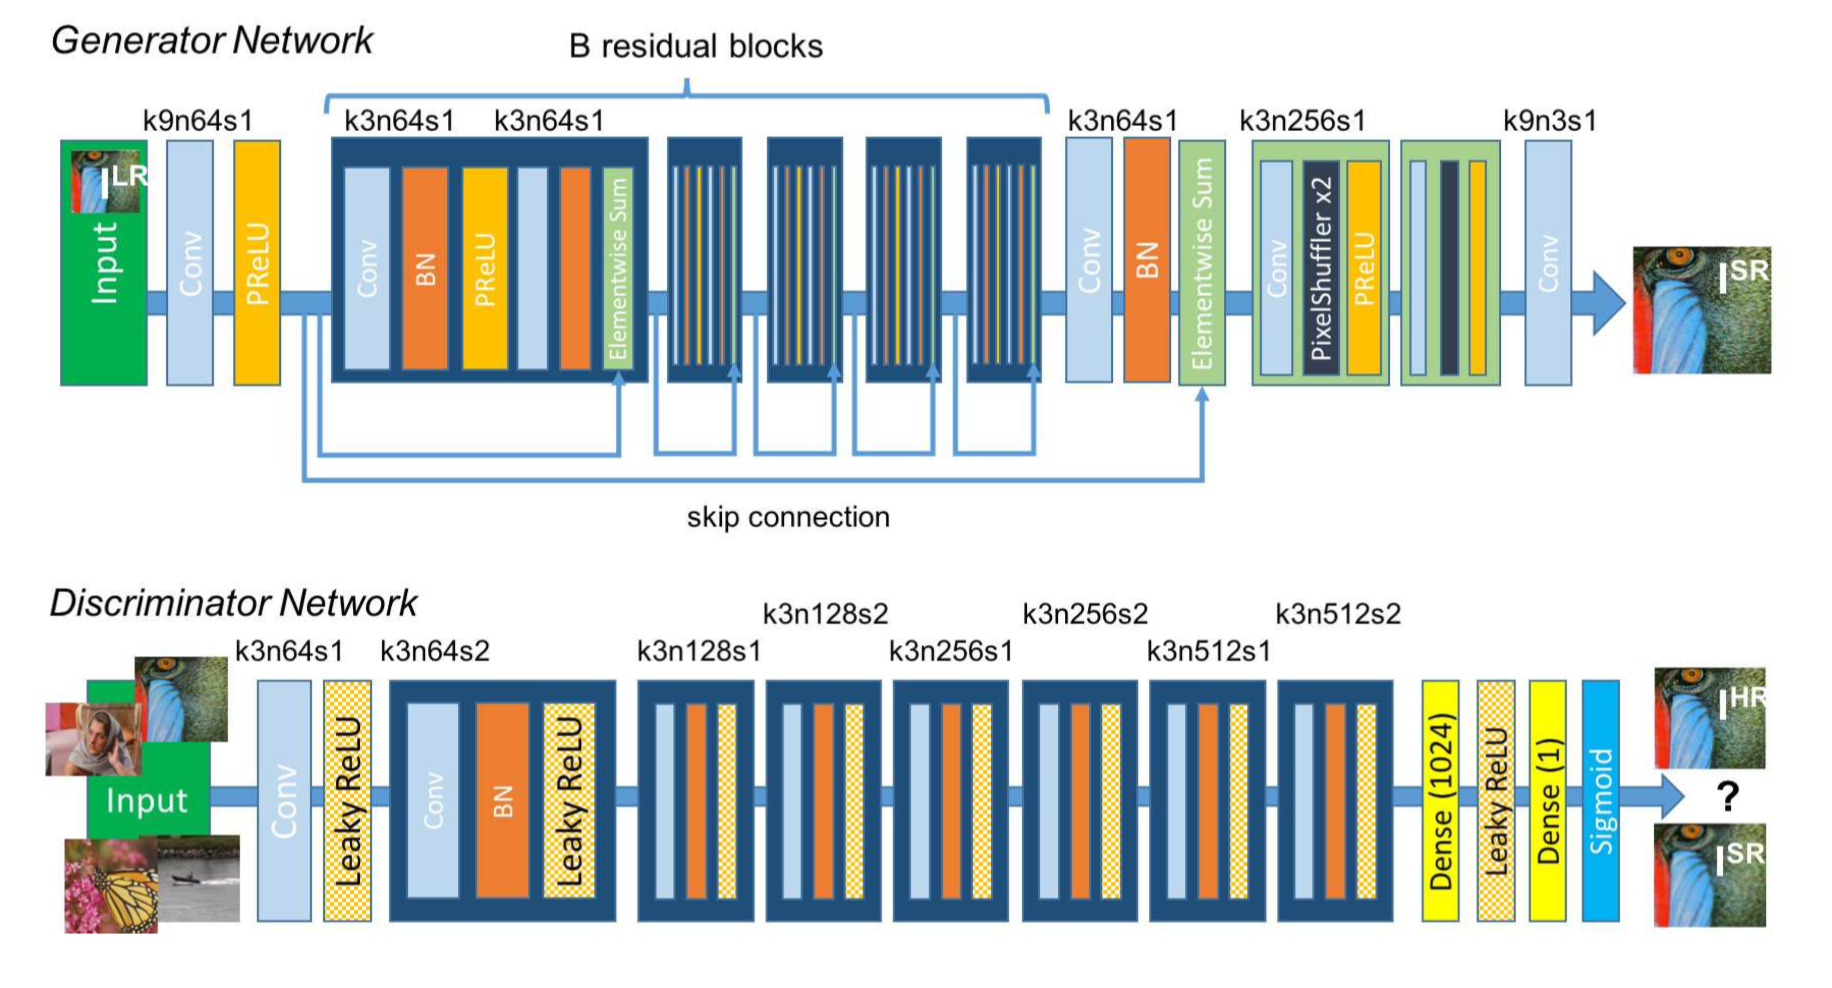 Generator Network
B residual blocks
k9n64s1
k3n64s1
k3n64s1
k3n64s1
k3n256s1
k9n3s1
I^LR
Input
Conv
PReLU
Conv
BN
PReLU
Elementwise Sum
Conv
BN
Elementwise Sum
Conv
PixelShuffler x2
PReLU
Conv
I^SR
skip connection
Discriminator Network
k3n64s1
k3n64s2
k3n128s1
k3n128s2
k3n256s1
k3n256s2
k3n512s1
k3n512s2
Input
Conv
Leaky ReLU
Conv
BN
Leaky ReLU
Dense (1024)
Leaky ReLU
Dense (1)
Sigmoid
I^HR
?
I^SR